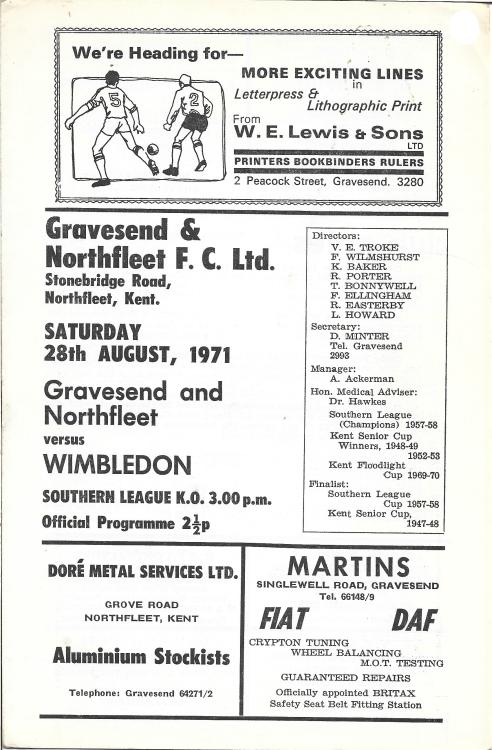 We're Heading for—
5
2
MORE EXCITING LINES
in
Letterpress &
Lithographic Print
From
W. E. Lewis & Sons
LTD
PRINTERS BOOKBINDERS RULERS
2 Peacock Street, Gravesend. 3280
Gravesend &
Northfleet F. C. Ltd.
Stonebridge Road,
Northfleet, Kent.
SATURDAY
28th AUGUST, 1971
Gravesend and
Northfleet
versus
WIMBLEDON
SOUTHERN LEAGUE K.O. 3.00 p.m.
Official Programme 2½p
Directors:
V. E. TROKE
F. WILMSHURST
K. BAKER
R. PORTER
T. BONNYWELL
F. ELLINGHAM
R. EASTERBY
L. HOWARD
Secretary:
D. MINTER
Tel. Gravesend
2993
Manager:
A. Ackerman
Hon. Medical Adviser:
Dr. Hawkes
Southern League
(Champions) 1957-58
Kent Senior Cup
Winners, 1948-49
1952-53
Kent Floodlight
Cup 1969-70
Finalist:
Southern League
Cup 1957-58
Kent Senior Cup,
1947-48
DORÉ METAL SERVICES LTD.
GROVE ROAD
NORTHFLEET, KENT
Aluminium Stockists
Telephone: Gravesend 64271/2
MARTINS
SINGLEWELL ROAD, GRAVESEND
Tel. 66148/9
FIAT DAF
CRYPTON TUNING
WHEEL BALANCING
M.O.T. TESTING
GUARANTEED REPAIRS
Officially appointed BRITAX
Safety Seat Belt Fitting Station